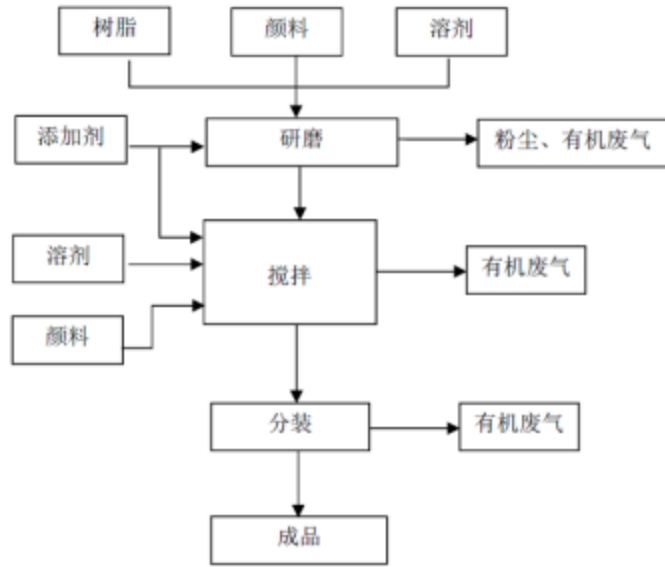 树脂
颜料
溶剂
添加剂
研磨
粉尘、有机废气
溶剂
搅拌
有机废气
颜料
分装
有机废气
成品